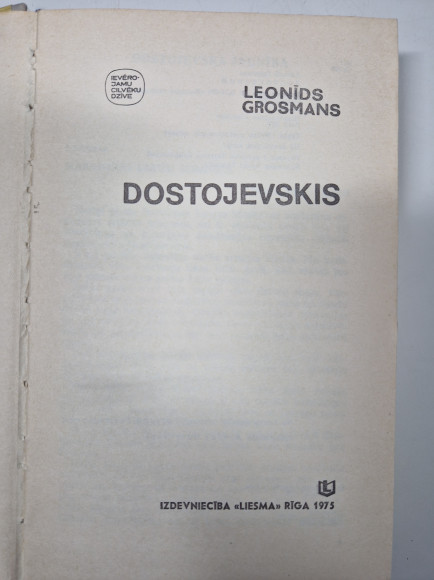 IEVĒRO-
JAMU
CILVĒKU
DZĪVE
LEONĪDS
GROSMANS
DOSTOJEVSKIS
IZDEVNIECĪBA «LIESMA» RĪGA 1975